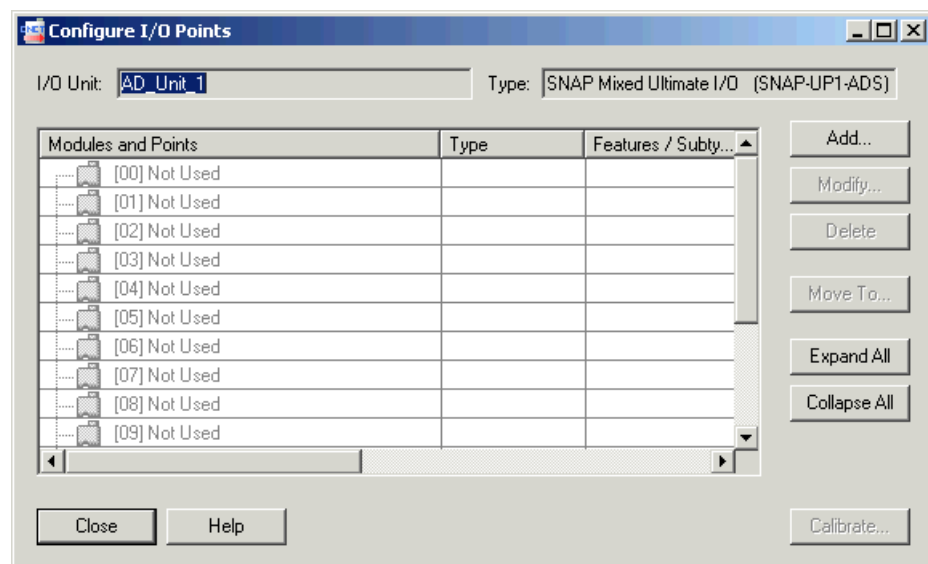 Configure I/O Points
I/O Unit: AD_Unit_1 Type: SNAP Mixed Ultimate I/O (SNAP-UP1-ADS)
Modules and Points Type Features / Subty... Add...
[00] Not Used
[01] Not Used Modify...
[02] Not Used Delete
[03] Not Used
[04] Not Used Move To...
[05] Not Used
[06] Not Used Expand All
[07] Not Used
[08] Not Used Collapse All
[09] Not Used
Close Help Calibrate...